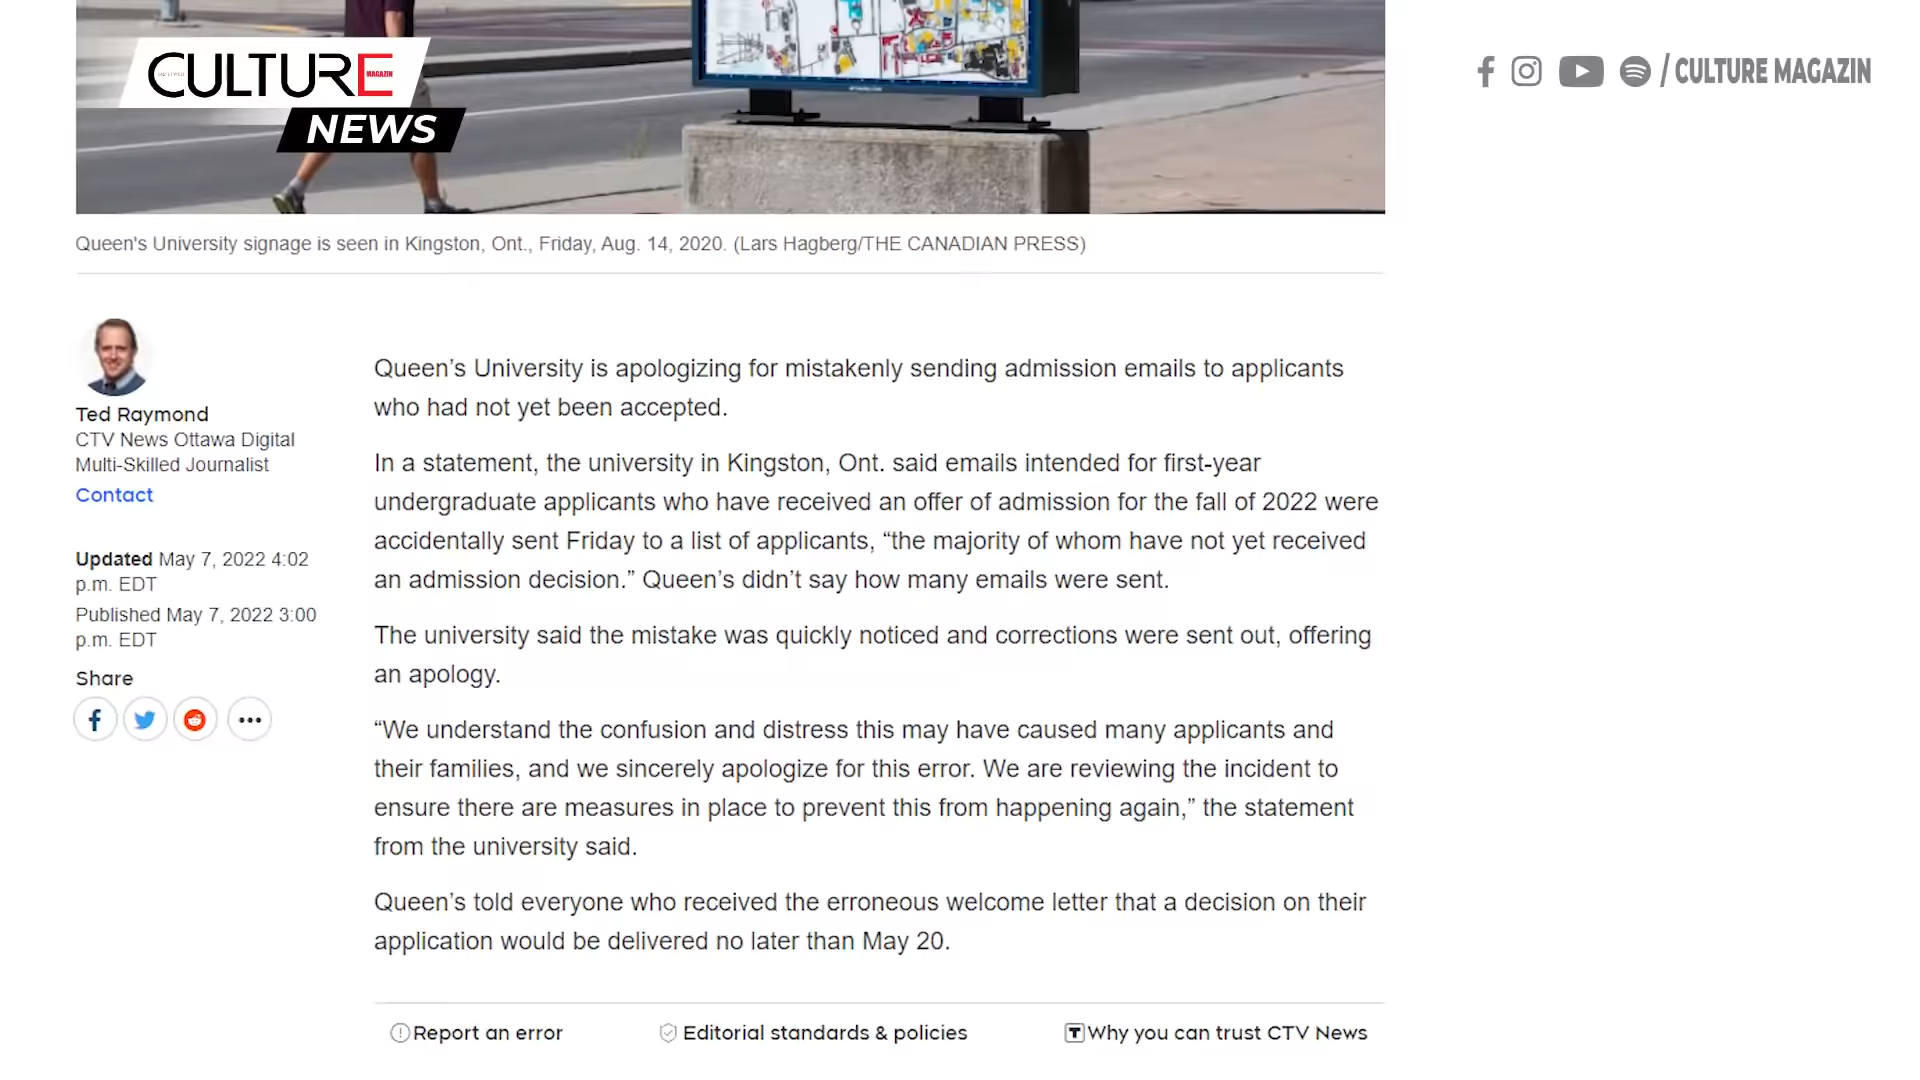 CULTURE
MAGAZIN
NEWS
/ CULTURE MAGAZIN
Queen's University signage is seen in Kingston, Ont., Friday, Aug. 14, 2020. (Lars Hagberg/THE CANADIAN PRESS)
Ted Raymond
CTV News Ottawa Digital
Multi-Skilled Journalist
Contact
Updated May 7, 2022 4:02
p.m. EDT
Published May 7, 2022 3:00
p.m. EDT
Share
Queen’s University is apologizing for mistakenly sending admission emails to applicants
who had not yet been accepted.
In a statement, the university in Kingston, Ont. said emails intended for first-year
undergraduate applicants who have received an offer of admission for the fall of 2022 were
accidentally sent Friday to a list of applicants, “the majority of whom have not yet received
an admission decision.” Queen’s didn’t say how many emails were sent.
The university said the mistake was quickly noticed and corrections were sent out, offering
an apology.
“We understand the confusion and distress this may have caused many applicants and
their families, and we sincerely apologize for this error. We are reviewing the incident to
ensure there are measures in place to prevent this from happening again,” the statement
from the university said.
Queen’s told everyone who received the erroneous welcome letter that a decision on their
application would be delivered no later than May 20.
Report an error
Editorial standards & policies
Why you can trust CTV News